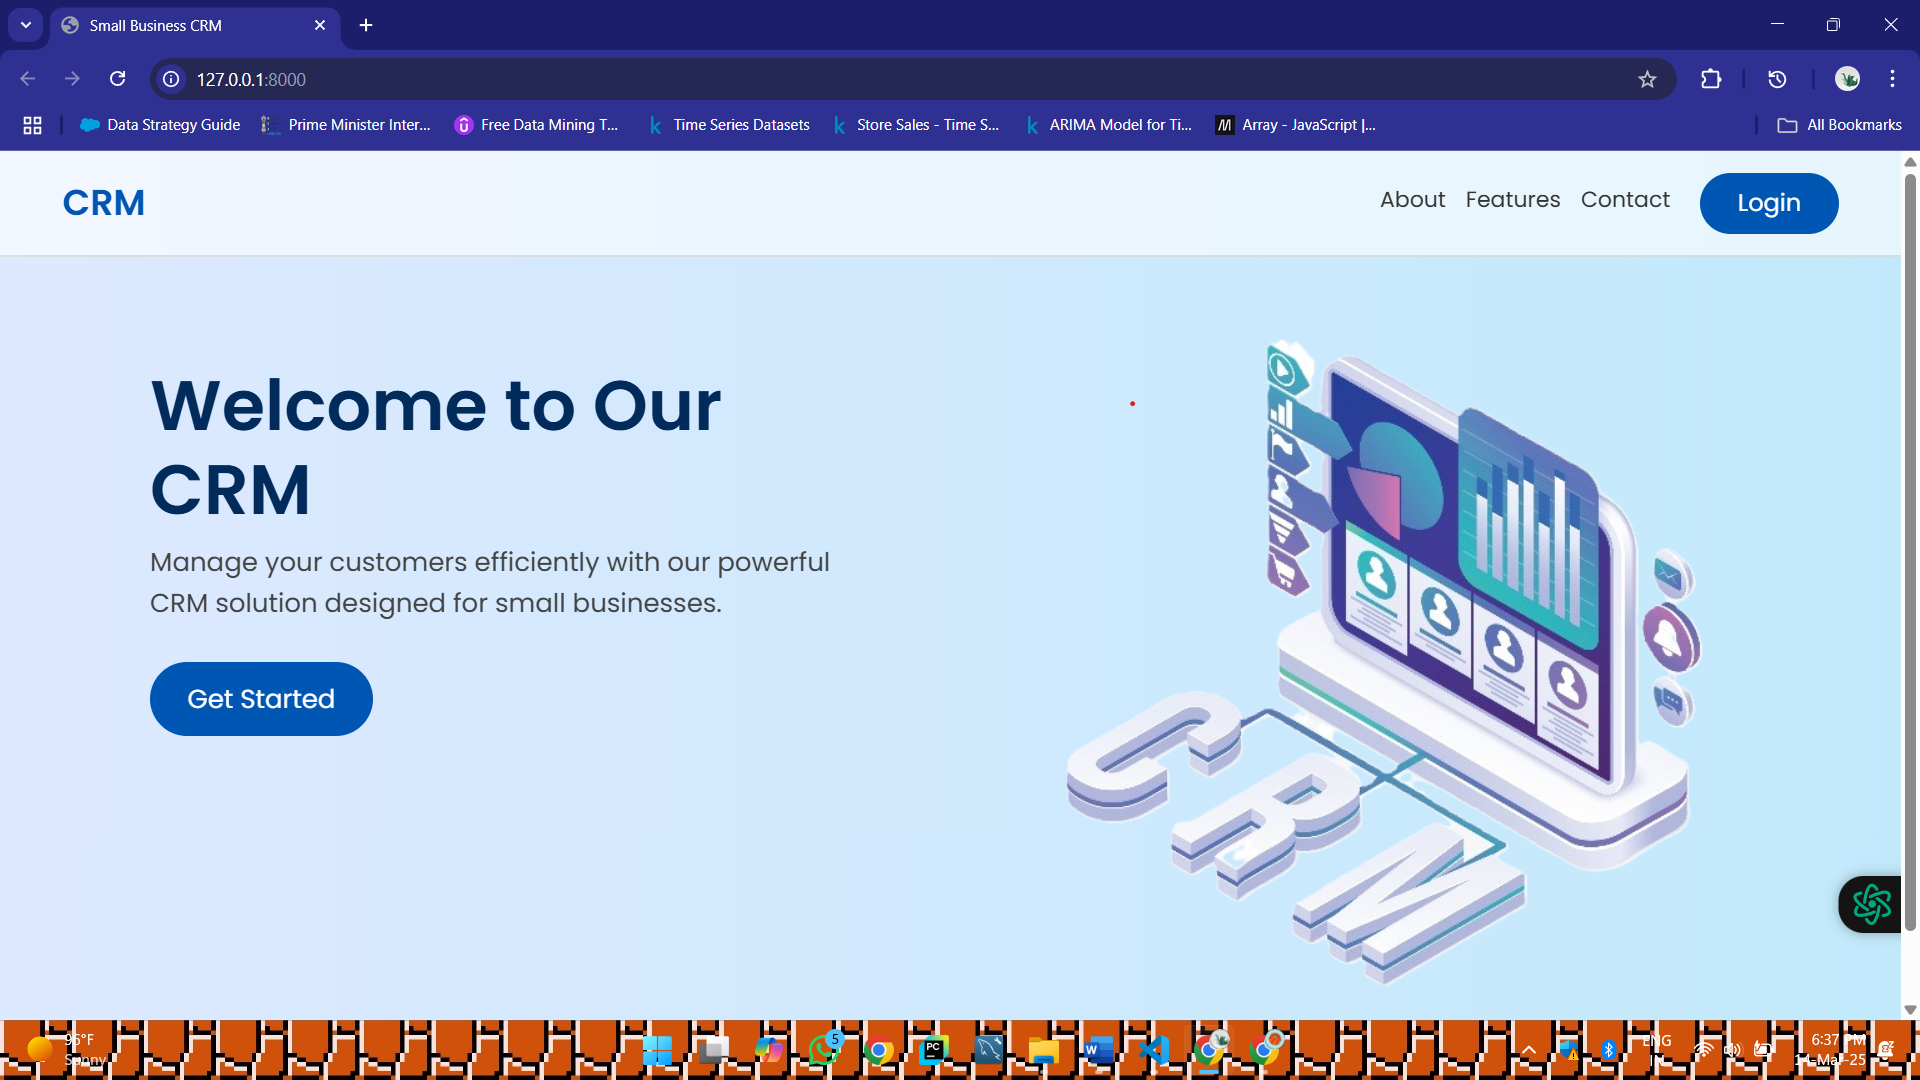 Small Business CRM
127.0.0.1:8000
Data Strategy Guide
Prime Minister Inter...
Free Data Mining T...
Time Series Datasets
Store Sales - Time S...
ARIMA Model for Ti...
Array - JavaScript |...
All Bookmarks
CRM
About
Features
Contact
Login
Welcome to Our
CRM
Manage your customers efficiently with our powerful
CRM solution designed for small businesses.
Get Started
CRM
96°F
Sunny
5
PC
W
ENG
IN
6:37 PM
14-Mar-25